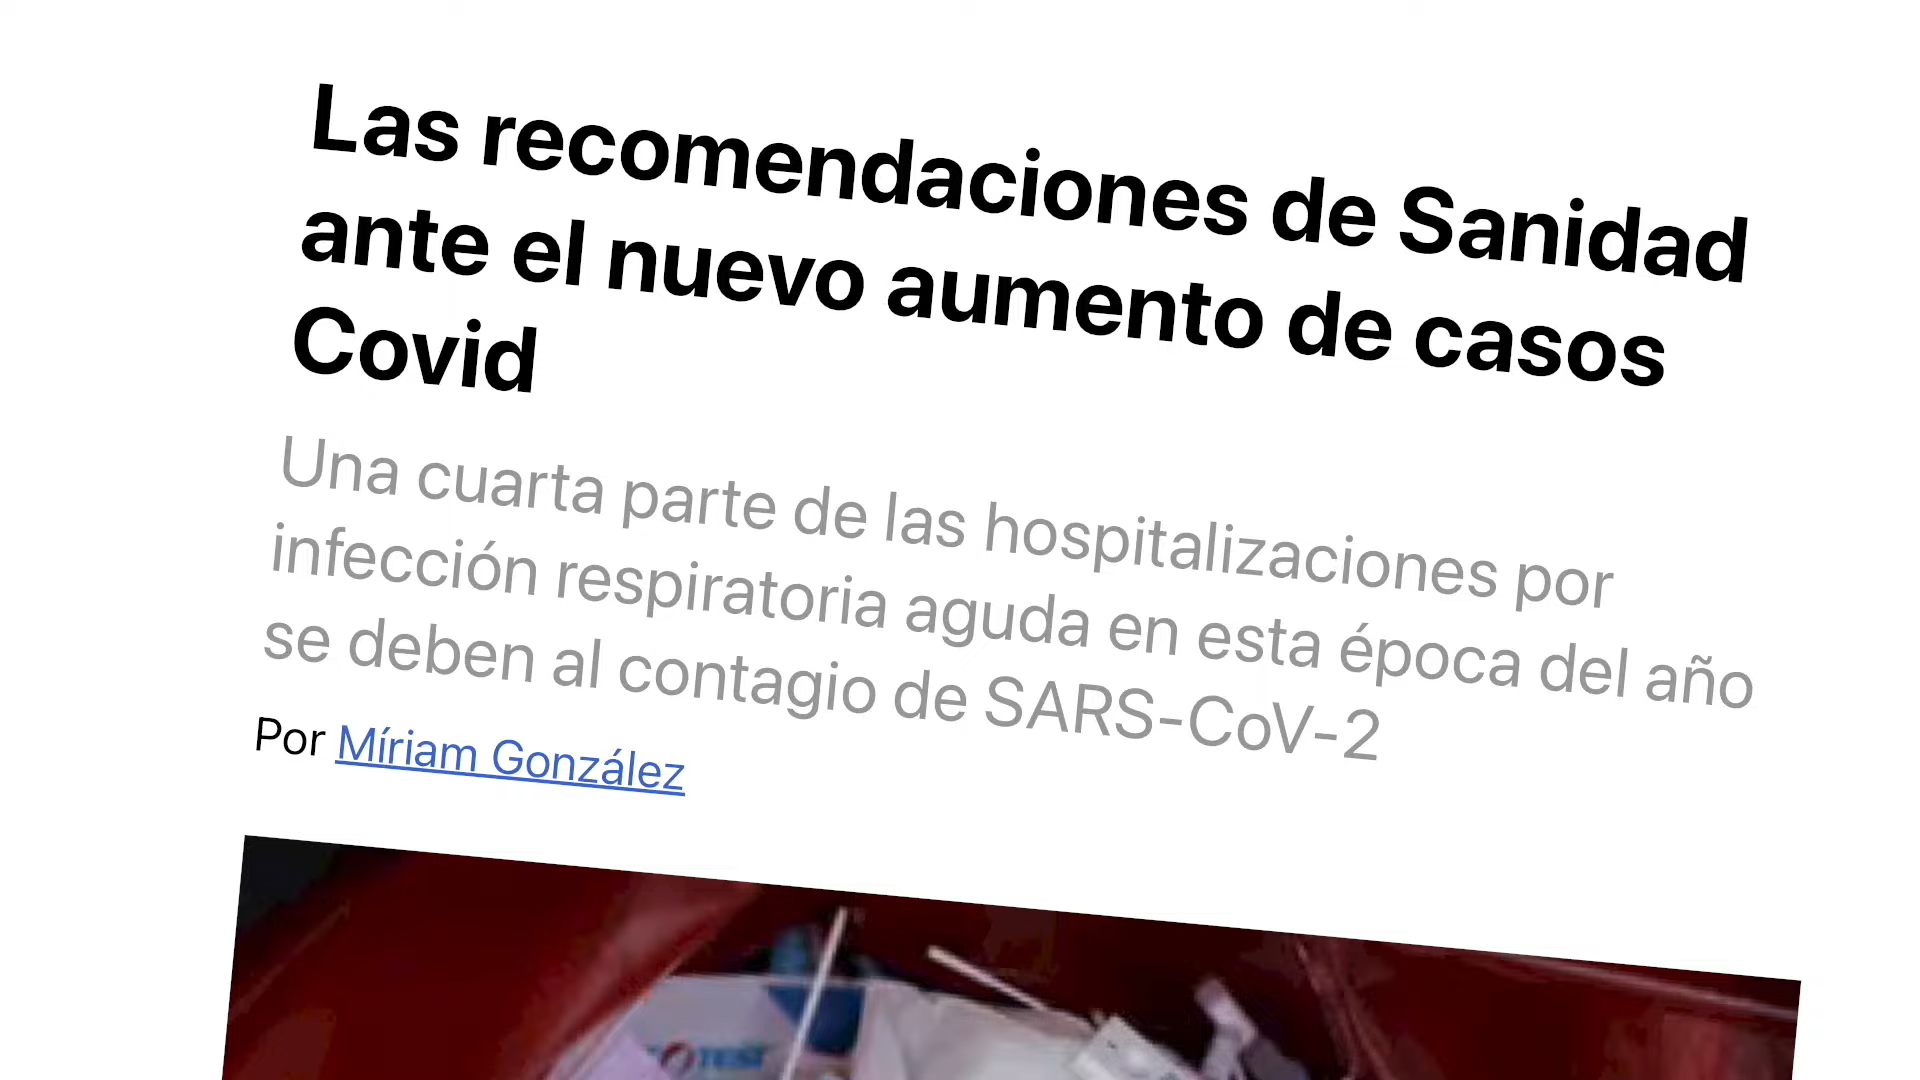 Las recomendaciones de Sanidad
ante el nuevo aumento de casos
Covid
Una cuarta parte de las hospitalizaciones por
infección respiratoria aguda en esta época del año
se deben al contagio de SARS-CoV-2
Por Míriam González
TEST